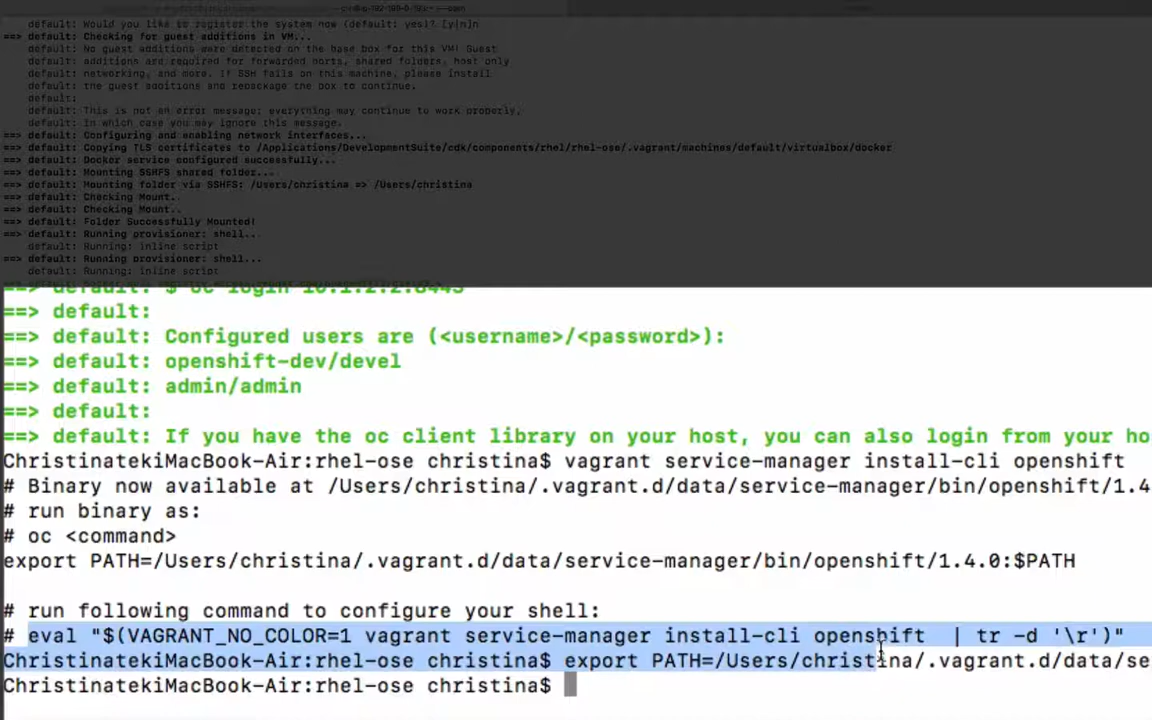 default: Would you like to register the system now (default: yes)? [y|n]n
==> default: Checking for guest additions in VM...
default: No guest additions were detected on the base box for this VM! Guest
default: additions are required for forwarded ports, shared folders, host only
default: networking, and more. If SSH fails on this machine, please install
default: the guest additions and repackage the box to continue.
default:
default: This is not an error message; everything may continue to work properly,
default: in which case you may ignore this message.
==> default: Configuring and enabling network interfaces...
==> default: Copying TLS certificates to /Applications/DevelopmentSuite/cdk/components/rhel/rhel-ose/.vagrant/machines/default/virtualbox/docker
==> default: Docker service configured successfully...
==> default: Mounting SSHFS shared folder...
==> default: Mounting folder via SSHFS: /Users/christina => /Users/christina
==> default: Checking Mount..
==> default: Checking Mount..
==> default: Folder Successfully Mounted!
==> default: Running provisioner: shell...
default: Running: inline script
==> default: Running provisioner: shell...
default: Running: inline script
==> default: $ oc login 10.1.2.2:8443
==> default:
==> default: Configured users are (<username>/<password>):
==> default: openshift-dev/devel
==> default: admin/admin
==> default:
==> default: If you have the oc client library on your host, you can also login from your ho
ChristinatekiMacBook-Air:rhel-ose christina$ vagrant service-manager install-cli openshift
# Binary now available at /Users/christina/.vagrant.d/data/service-manager/bin/openshift/1.4
# run binary as:
# oc <command>
export PATH=/Users/christina/.vagrant.d/data/service-manager/bin/openshift/1.4.0:$PATH
# run following command to configure your shell:
# eval "$(VAGRANT_NO_COLOR=1 vagrant service-manager install-cli openshift  | tr -d '\r')"
ChristinatekiMacBook-Air:rhel-ose christina$ export PATH=/Users/christina/.vagrant.d/data/se
ChristinatekiMacBook-Air:rhel-ose christina$